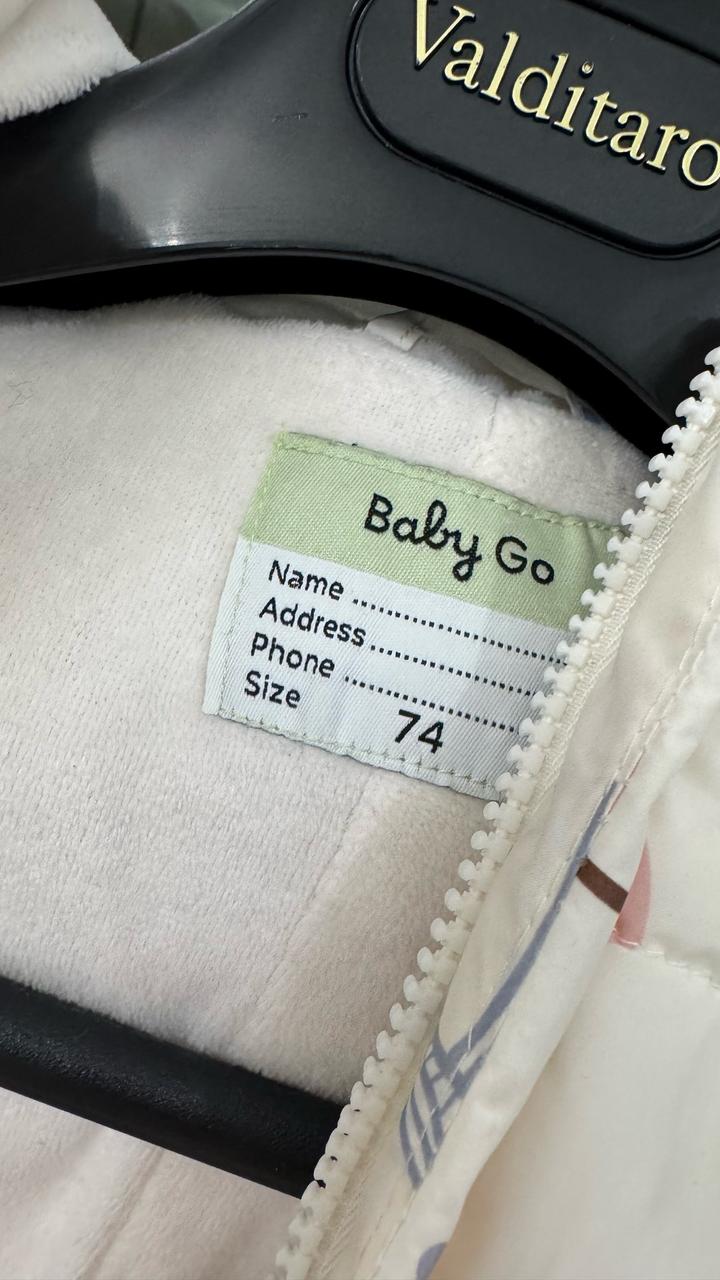 Valditaro
Baby Go
Name ............................
Address........................
Phone ........................
Size
74